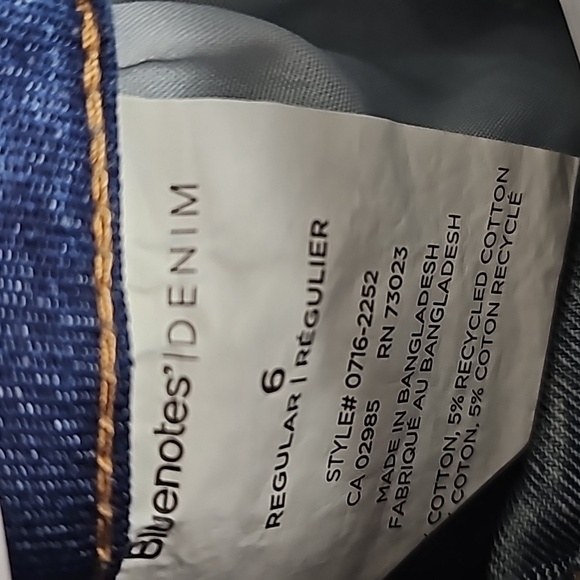 Bluenotes' | DENIM
6
REGULAR | RÉGULIER
STYLE# 0716-2252
CA 02985 RN 73023
MADE IN BANGLADESH
FABRIQUÉ AU BANGLADESH
COTTON, 5% RECYCLED COTTON
COTON, 5% COTON RECYCLÉ